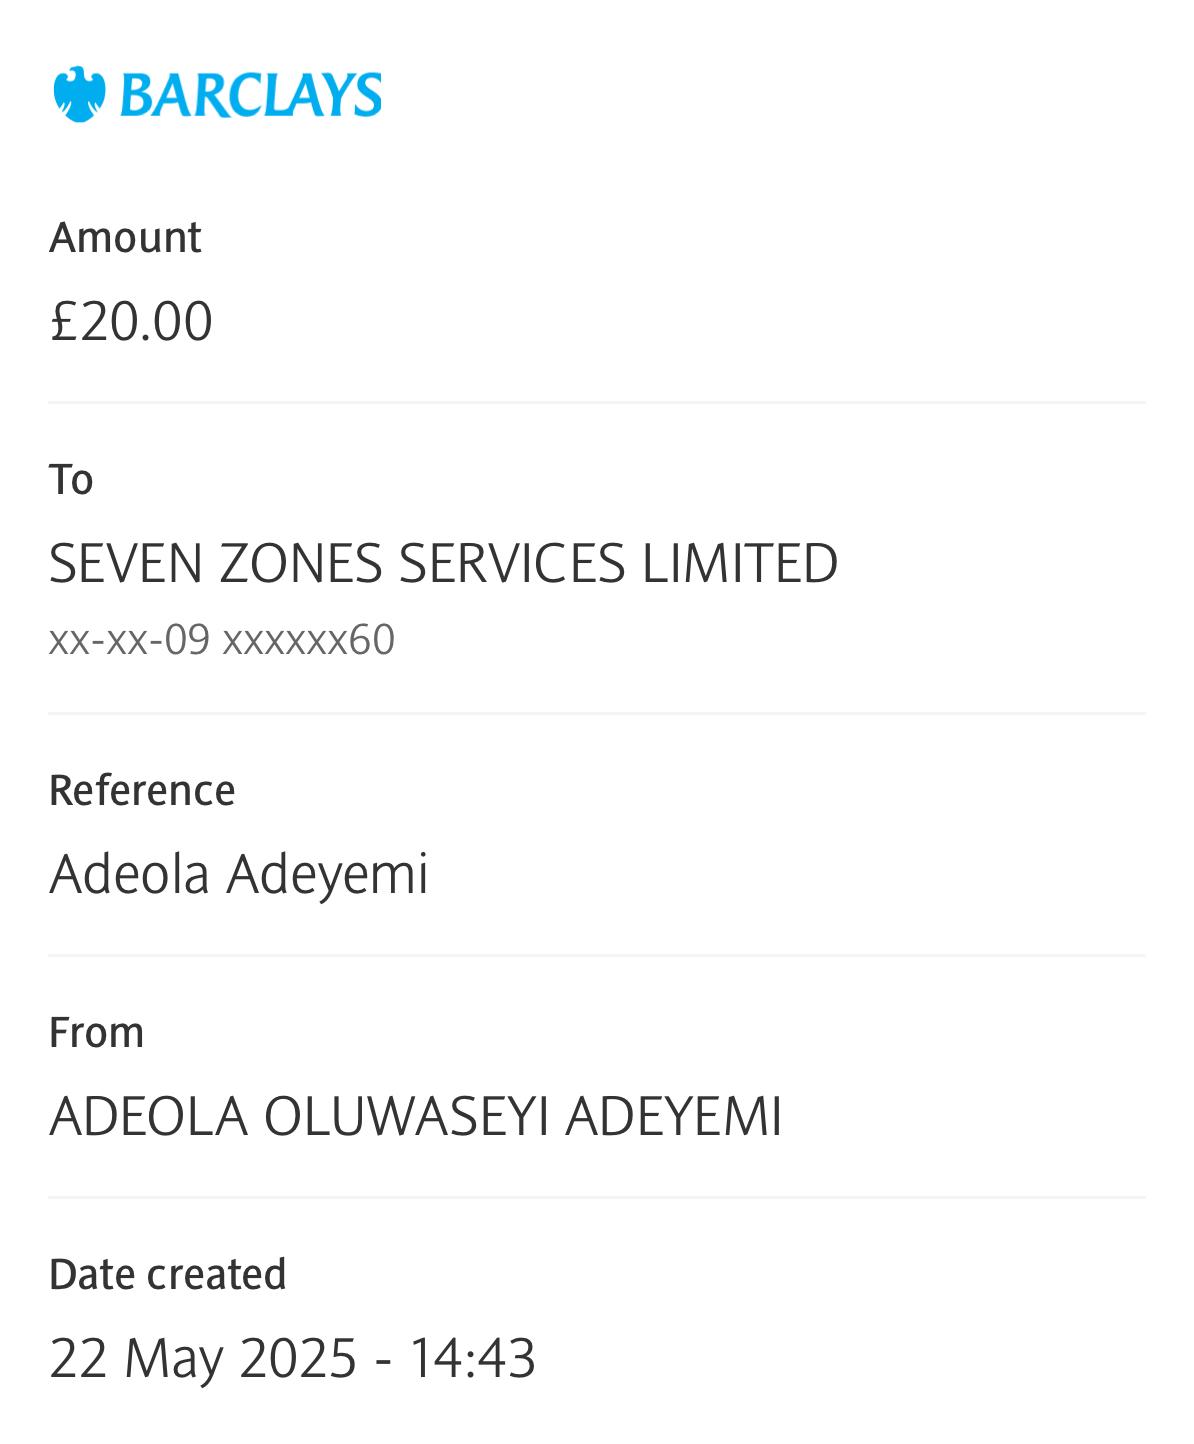 BARCLAYS
Amount
£20.00
To
SEVEN ZONES SERVICES LIMITED
xx-xx-09 xxxxxx60
Reference
Adeola Adeyemi
From
ADEOLA OLUWASEYI ADEYEMI
Date created
22 May 2025 - 14:43